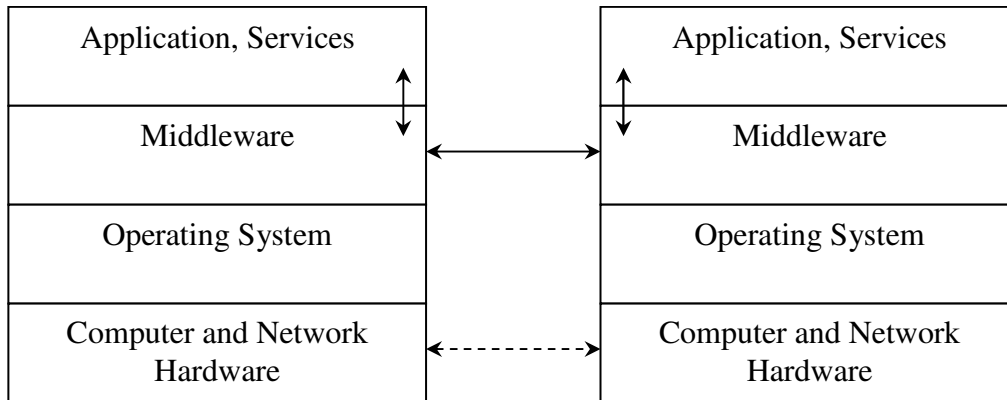 Application, Services
Middleware
Operating System
Computer and Network
Hardware
Application, Services
Middleware
Operating System
Computer and Network
Hardware